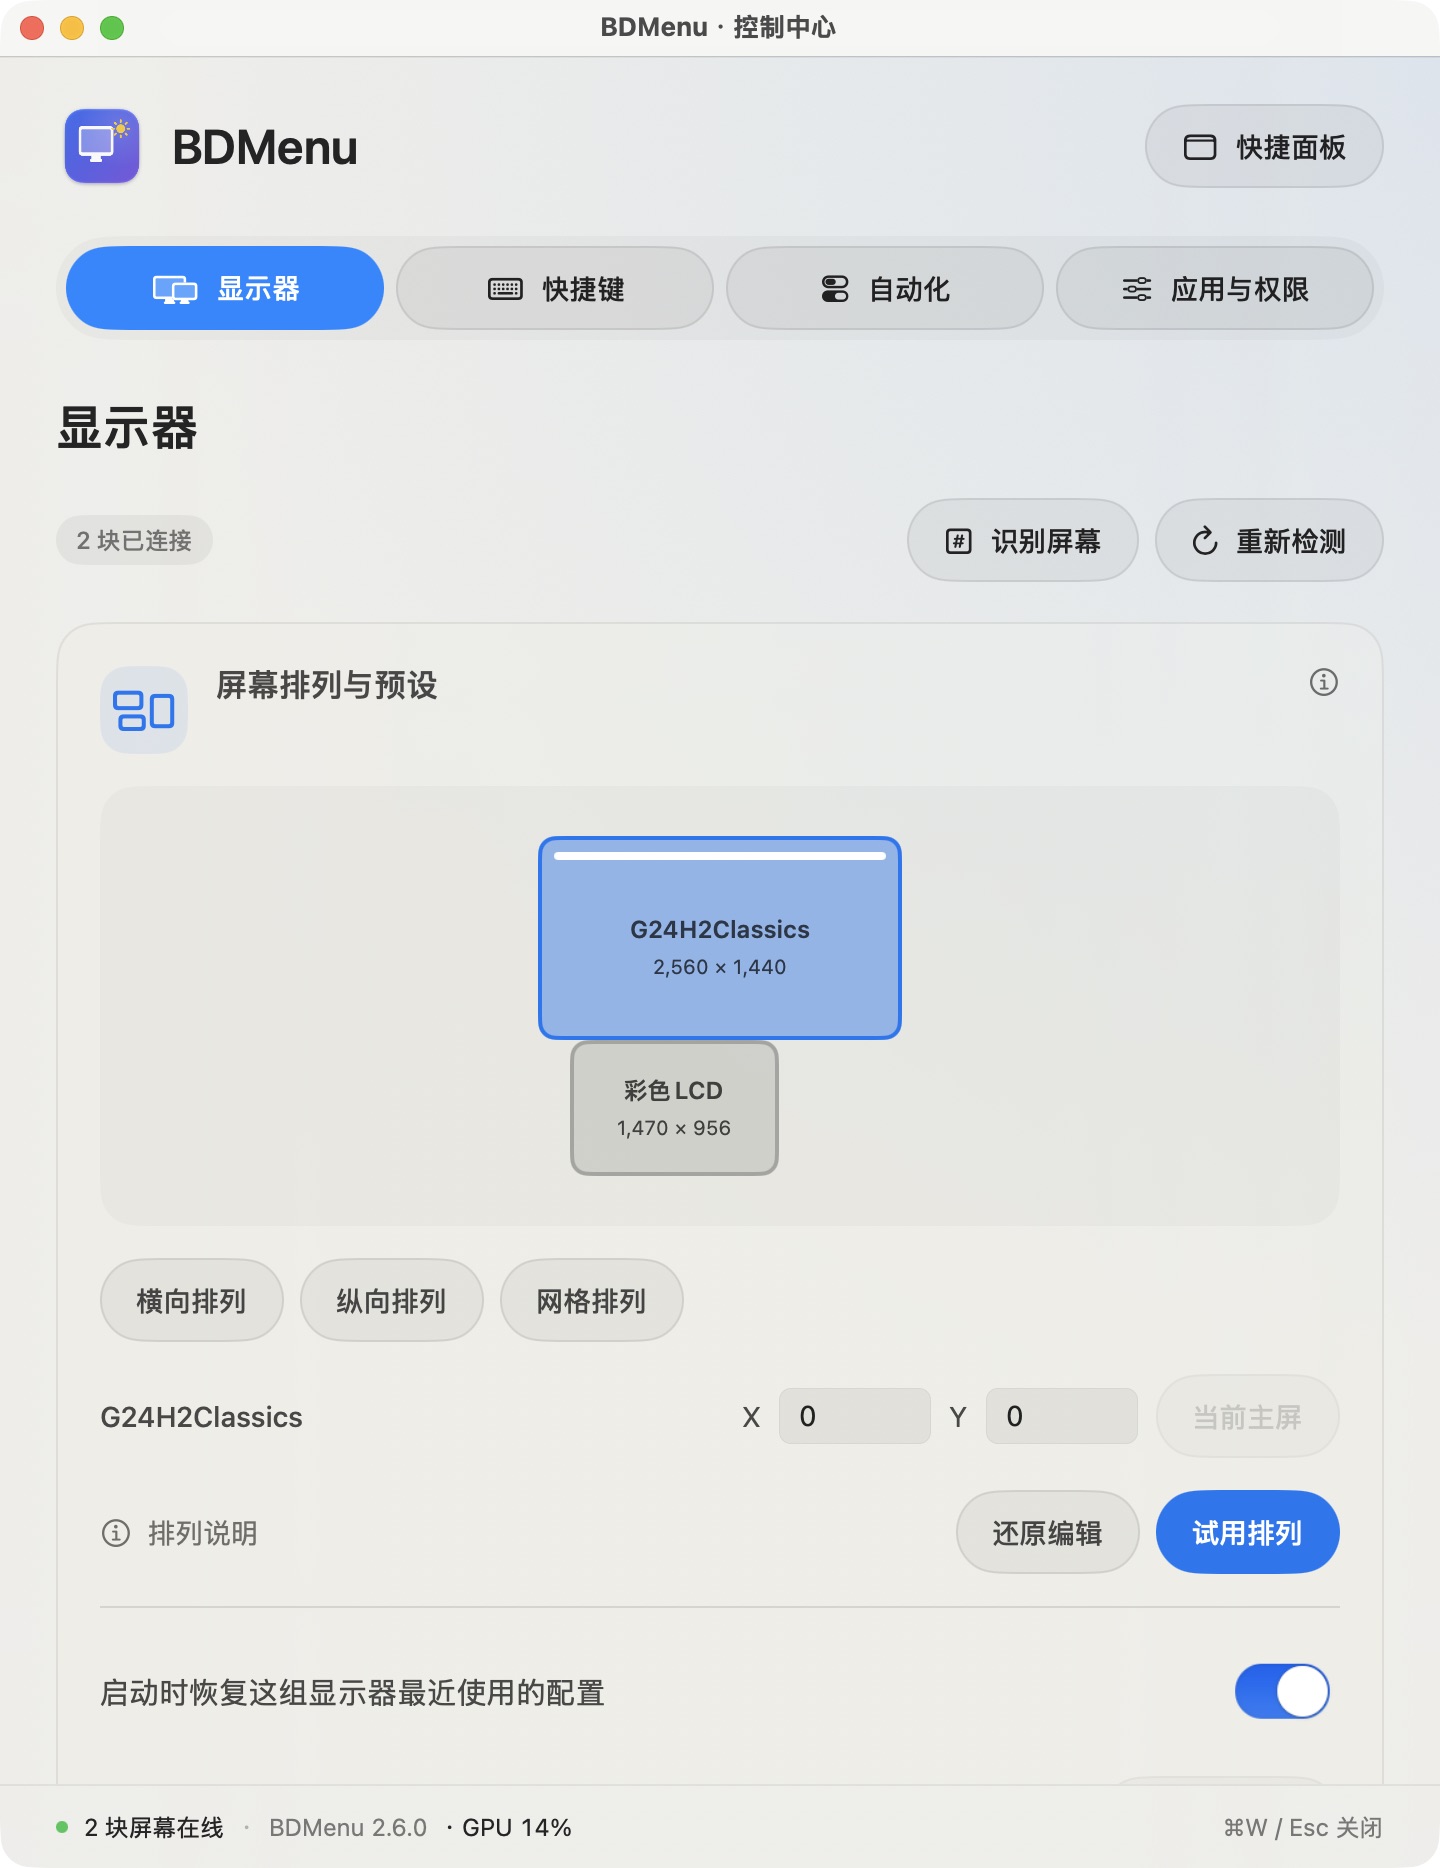 BDMenu · 控制中心
BDMenu
快捷面板
显示器
快捷键
自动化
应用与权限
显示器
2 块已连接
识别屏幕
重新检测
屏幕排列与预设
G24H2Classics
2,560 × 1,440
彩色 LCD
1,470 × 956
横向排列
纵向排列
网格排列
G24H2Classics
X 0 Y 0
当前主屏
排列说明
还原编辑
试用排列
启动时恢复这组显示器最近使用的配置
2 块屏幕在线 · BDMenu 2.6.0 · GPU 14%
⌘W / Esc 关闭